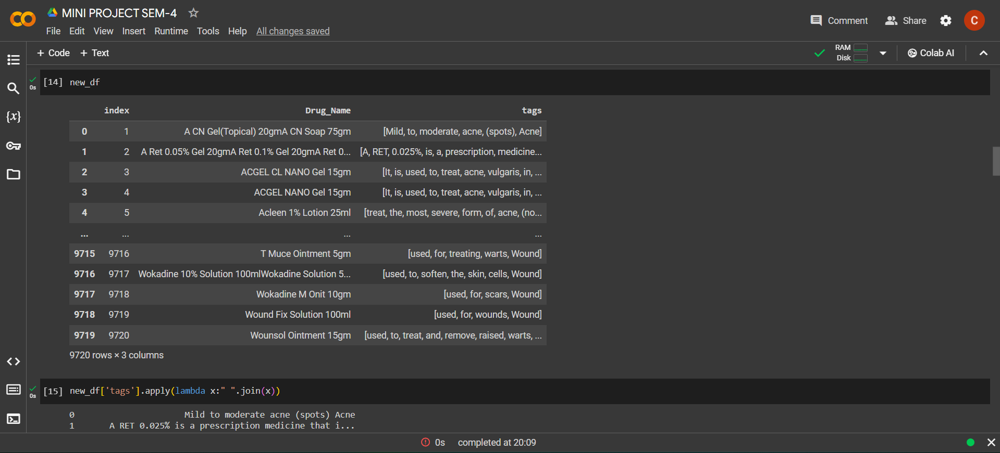 MINI PROJECT SEM-4
File Edit View Insert Runtime Tools Help All changes saved
Comment Share C
+ Code + Text
RAM
Disk
Colab AI
0s
[14] new_df
index Drug_Name tags
0 1 A CN Gel(Topical) 20gmA CN Soap 75gm [Mild, to, moderate, acne, (spots), Acne]
1 2 A Ret 0.05% Gel 20gmA Ret 0.1% Gel 20gmA Ret 0... [A, RET, 0.025%, is, a, prescription, medicine...
2 3 ACGEL CL NANO Gel 15gm [It, is, used, to, treat, acne, vulgaris, in, ...
3 4 ACGEL NANO Gel 15gm [It, is, used, to, treat, acne, vulgaris, in, ...
4 5 Acleen 1% Lotion 25ml [treat, the, most, severe, form, of, acne, (no...
... ... ... ...
9715 9716 T Muce Ointment 5gm [used, for, treating, warts, Wound]
9716 9717 Wokadine 10% Solution 100mlWokadine Solution 5... [used, to, soften, the, skin, cells, Wound]
9717 9718 Wokadine M Onit 10gm [used, for, scars, Wound]
9718 9719 Wound Fix Solution 100ml [used, for, wounds, Wound]
9719 9720 Wounsol Ointment 15gm [used, to, treat, and, remove, raised, warts, ...
9720 rows × 3 columns
0s
[15] new_df['tags'].apply(lambda x:" ".join(x))
0 Mild to moderate acne (spots) Acne
1 A RET 0.025% is a prescription medicine that i...
0s completed at 20:09